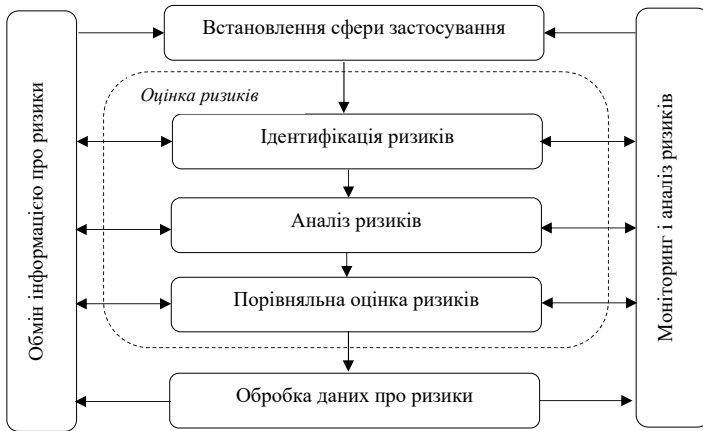 Встановлення сфери застосування
Оцінка ризиків
Ідентифікація ризиків
Аналіз ризиків
Порівняльна оцінка ризиків
Обробка даних про ризики
Обмін інформацією про ризики
Моніторинг і аналіз ризиків